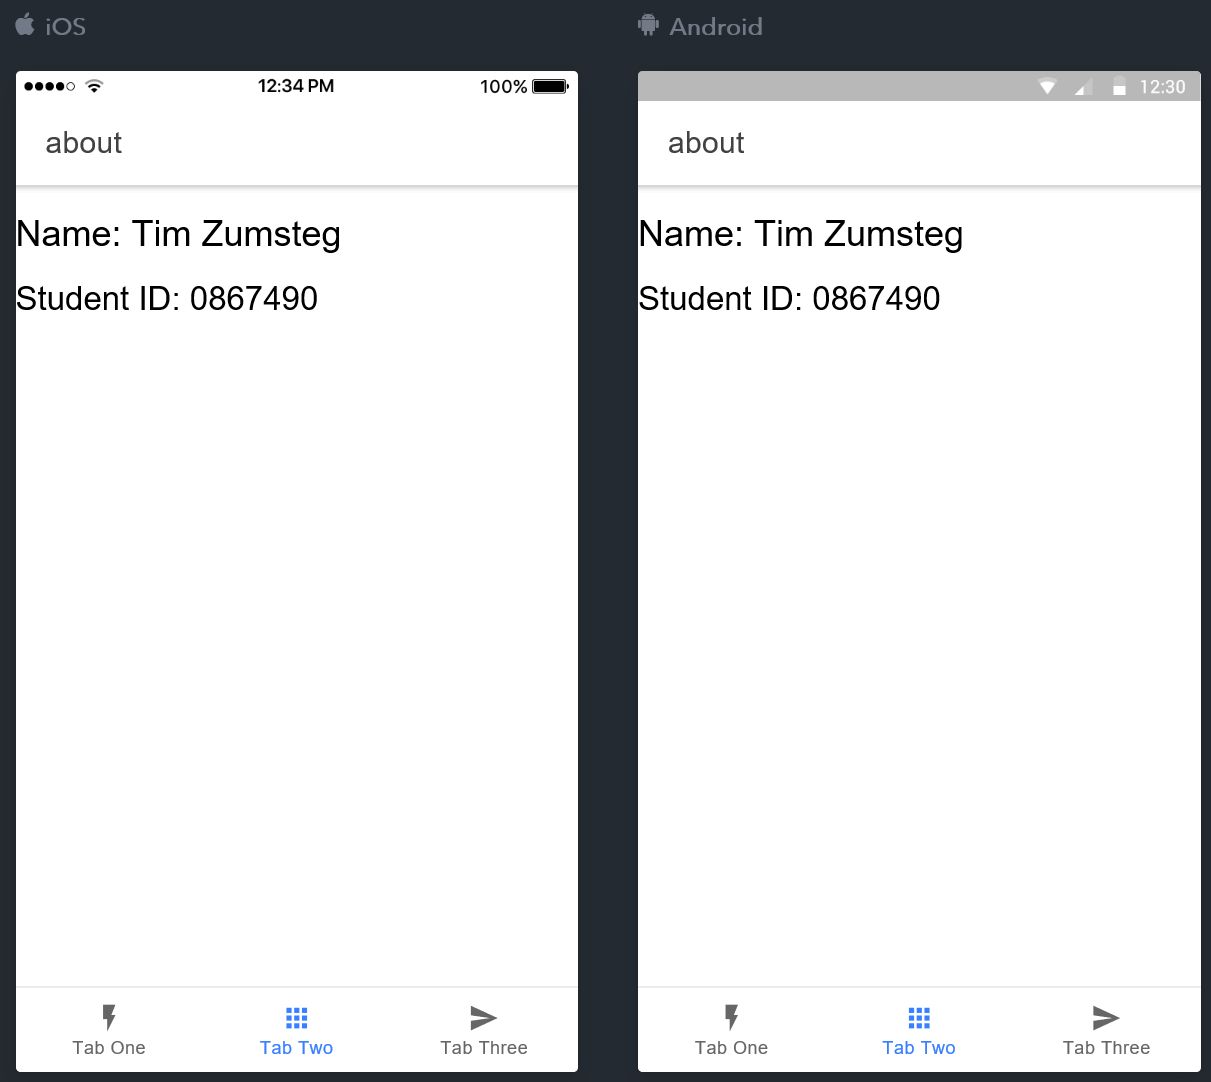 iOS
12:34 PM 100%
about
Name: Tim Zumsteg
Student ID: 0867490
Tab One Tab Two Tab Three
Android
12:30
about
Name: Tim Zumsteg
Student ID: 0867490
Tab One Tab Two Tab Three